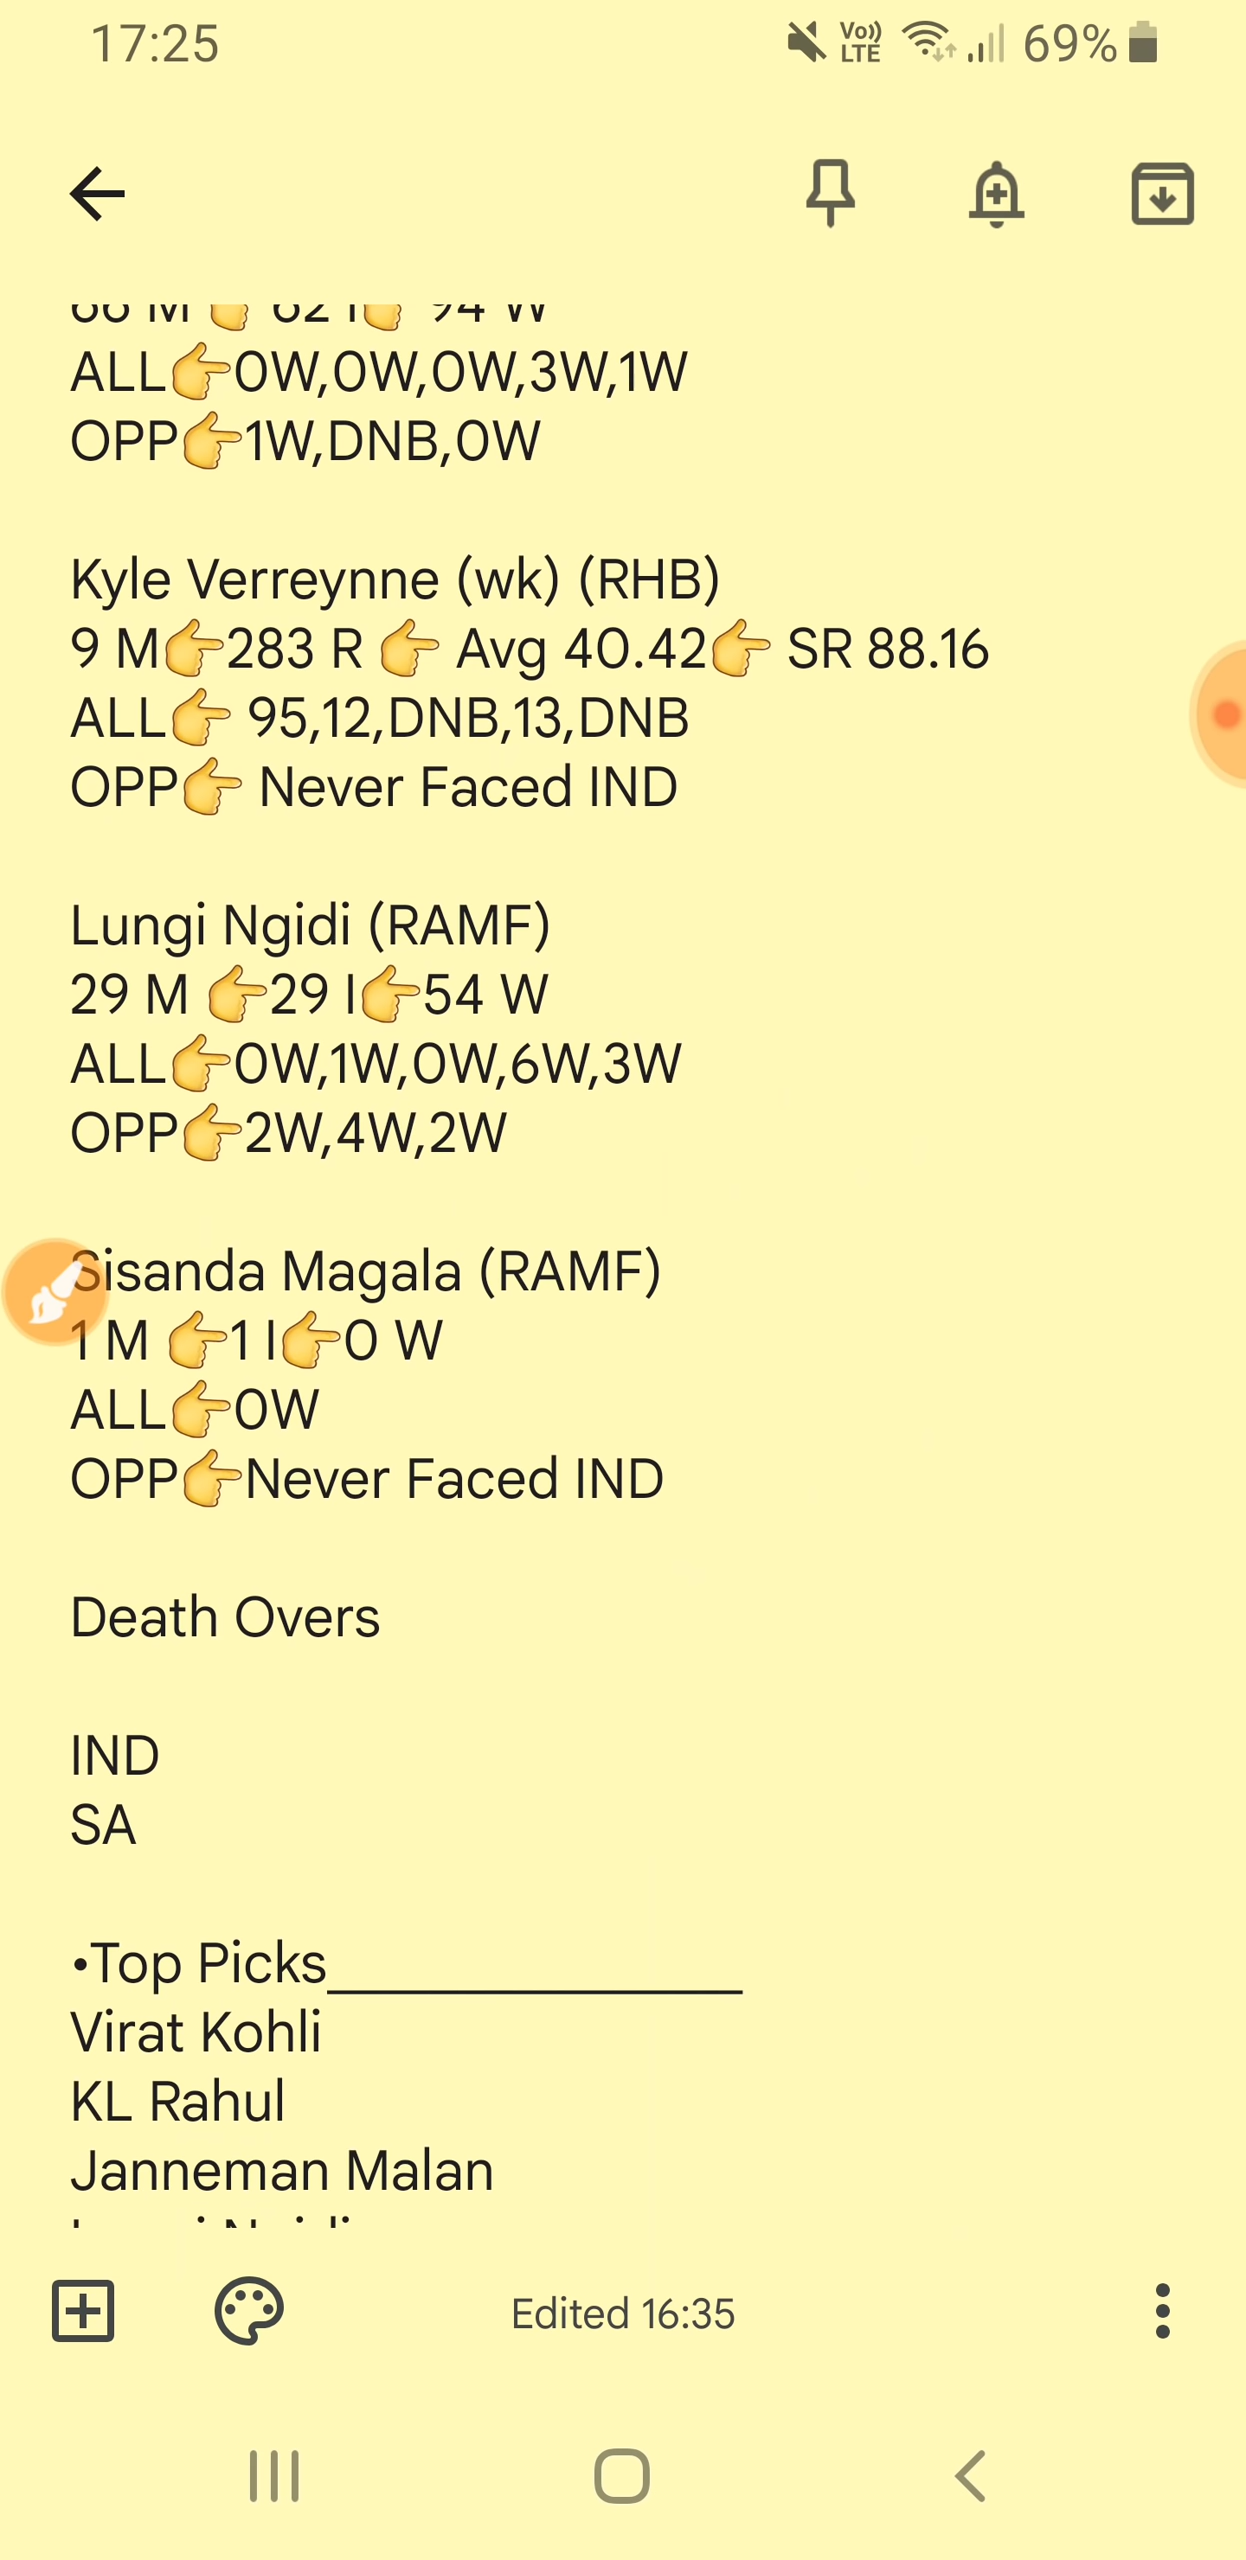 17:25
Vo)) LTE 69%
ALL👉0W,0W,0W,3W,1W
OPP👉1W,DNB,0W
Kyle Verreynne (wk) (RHB)
9 M👉283 R 👉 Avg 40.42👉 SR 88.16
ALL👉 95,12,DNB,13,DNB
OPP👉 Never Faced IND
Lungi Ngidi (RAMF)
29 M 👉29 I👉54 W
ALL👉0W,1W,0W,6W,3W
OPP👉2W,4W,2W
Sisanda Magala (RAMF)
1 M 👉1 I👉0 W
ALL👉0W
OPP👉Never Faced IND
Death Overs
IND
SA
•Top Picks_______________
Virat Kohli
KL Rahul
Janneman Malan
Edited 16:35